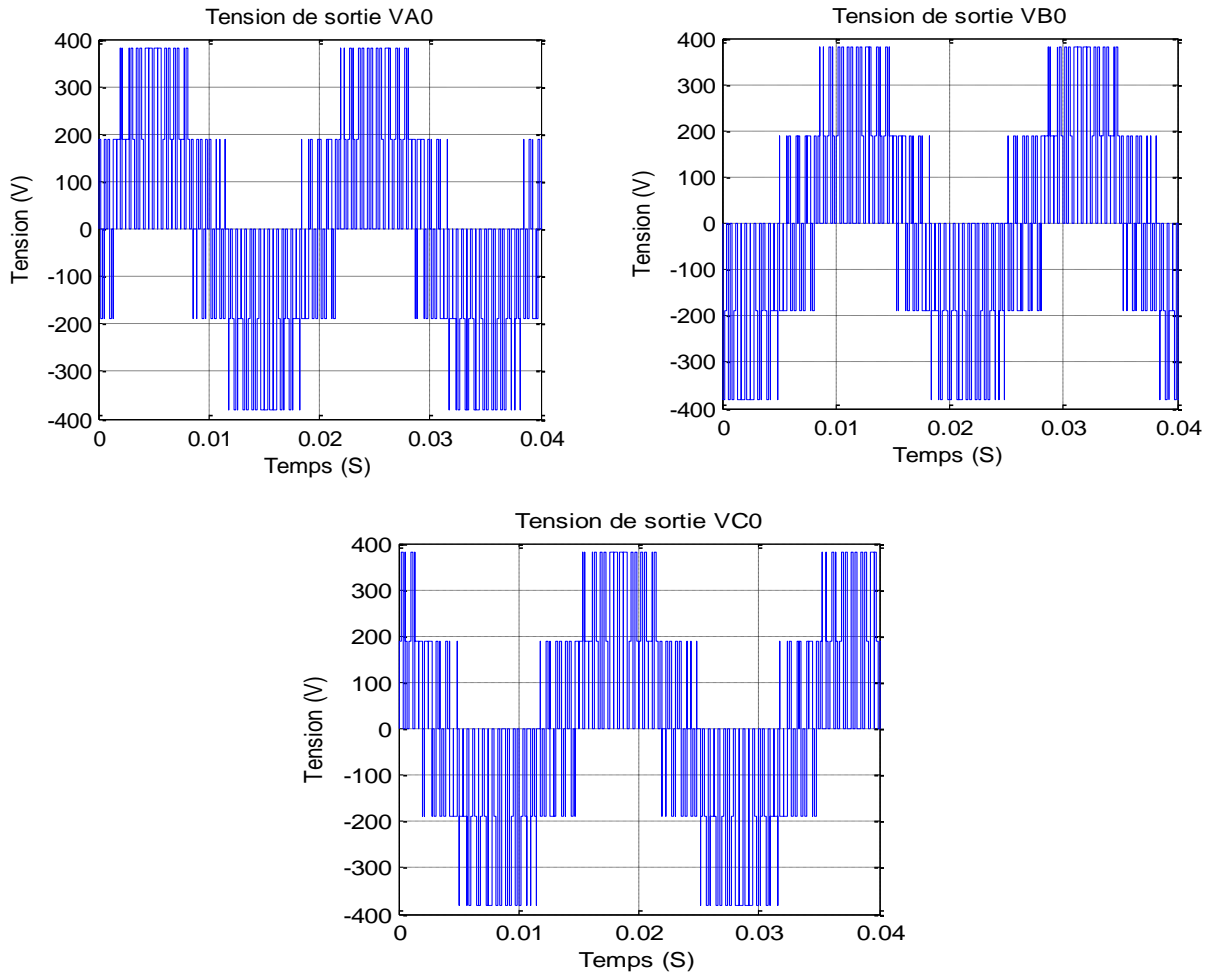 Tension de sortie VA0
400
300
200
100
0
-100
-200
-300
-400
Tension (V)
0 0.01 0.02 0.03 0.04
Temps (S)
Tension de sortie VB0
400
300
200
100
0
-100
-200
-300
-400
Tension (V)
0 0.01 0.02 0.03 0.04
Temps (S)
Tension de sortie VC0
400
300
200
100
0
-100
-200
-300
-400
Tension (V)
0 0.01 0.02 0.03 0.04
Temps (S)